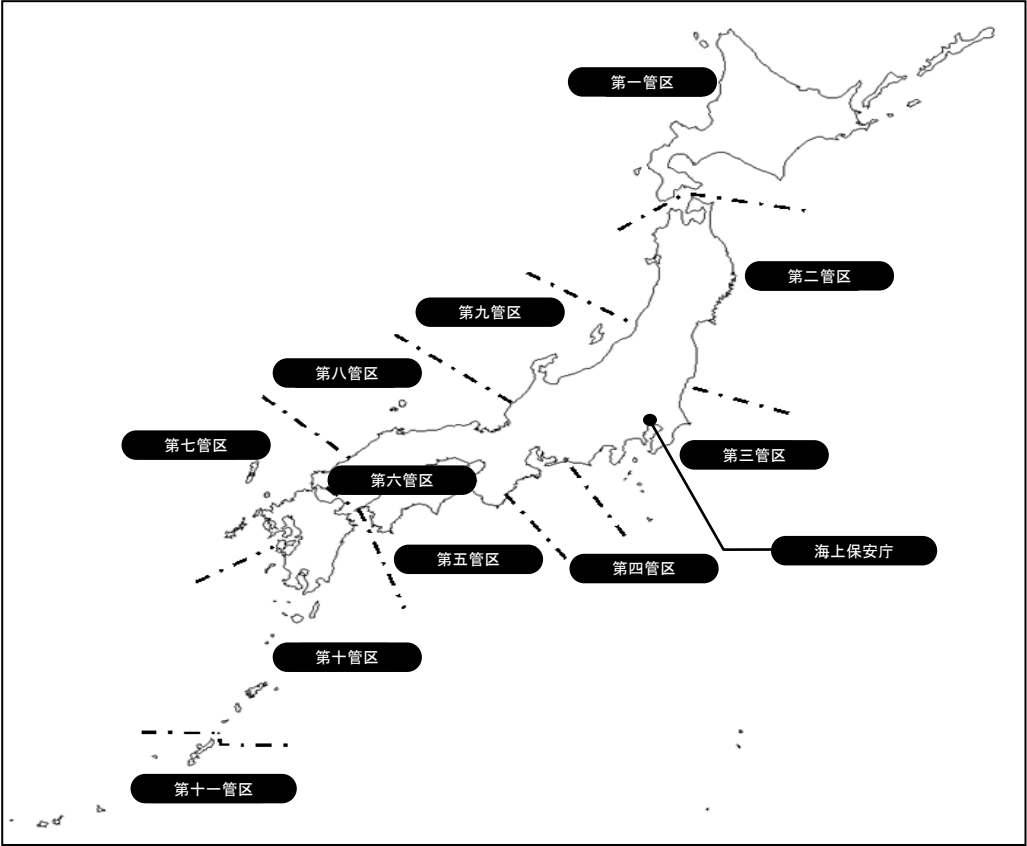 第一管区
第二管区
第九管区
第八管区
第七管区
第三管区
第六管区
海上保安庁
第五管区
第四管区
第十管区
第十一管区